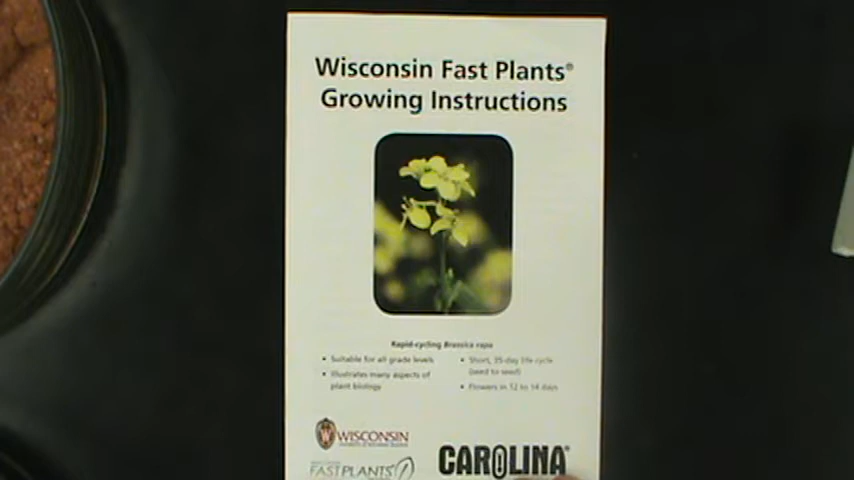 Wisconsin Fast Plants®
Growing Instructions
Rapid-cycling Brassica rapa
• Suitable for all grade levels
• Illustrates many aspects of
plant biology
• Short, 35-day life cycle
(seed to seed)
• Flowers in 12 to 14 days
W WISCONSIN
FAST PLANTS®
CAROLINA®